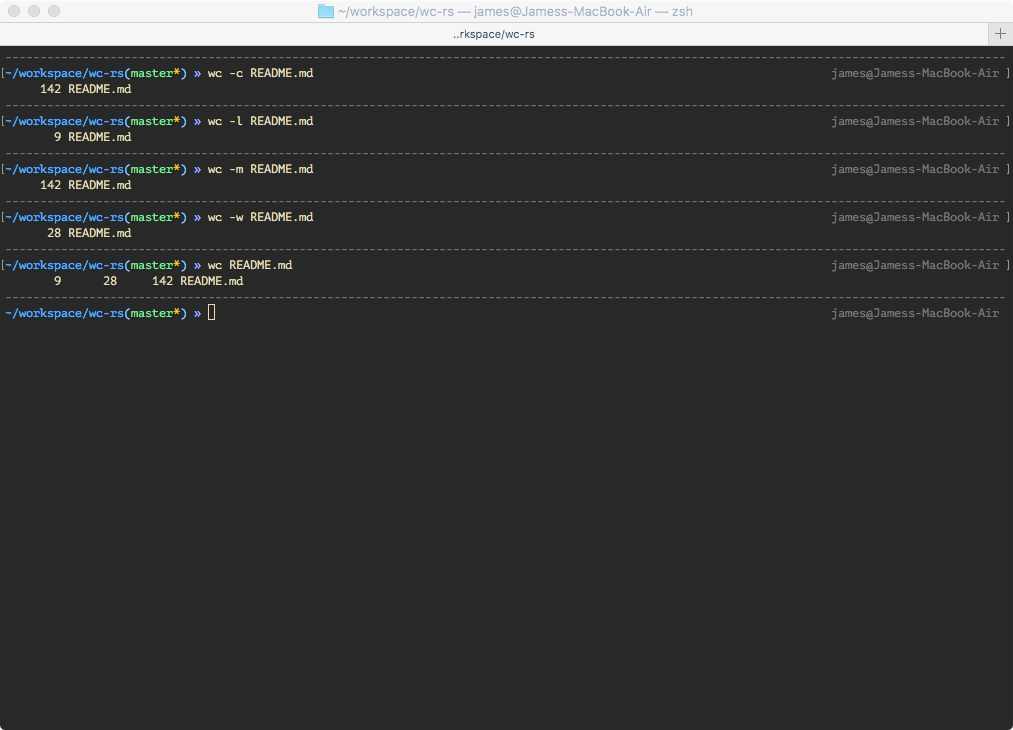 ~/workspace/wc-rs — james@Jamess-MacBook-Air — zsh
..rkspace/wc-rs +
[~/workspace/wc-rs(master*) » wc -c README.md james@Jamess-MacBook-Air ]
142 README.md
[~/workspace/wc-rs(master*) » wc -l README.md james@Jamess-MacBook-Air ]
9 README.md
[~/workspace/wc-rs(master*) » wc -m README.md james@Jamess-MacBook-Air ]
142 README.md
[~/workspace/wc-rs(master*) » wc -w README.md james@Jamess-MacBook-Air ]
28 README.md
[~/workspace/wc-rs(master*) » wc README.md james@Jamess-MacBook-Air ]
9 28 142 README.md
~/workspace/wc-rs(master*) » james@Jamess-MacBook-Air